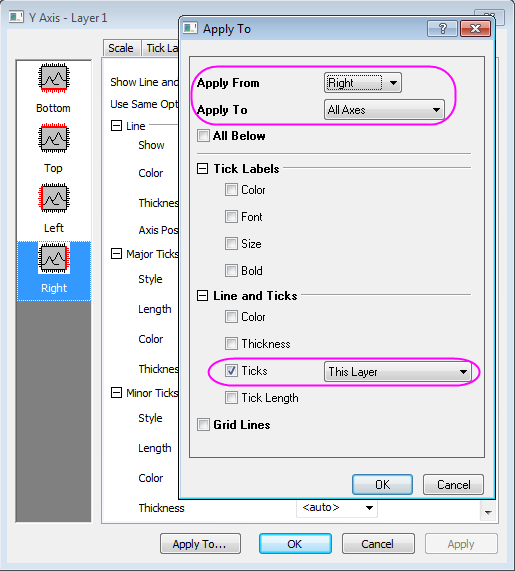 Y Axis - Layer1
Scale
Tick La
Bottom
Top
Left
Right
Show Line and
Use Same Opt
Line
Show
Color
Thickness
Axis Pos
Major Ticks
Style
Length
Color
Thickness
Minor Ticks
Style
Length
Color
Thickness
<auto>
Apply To...
OK
Cancel
Apply
Apply To
Apply From
Right
Apply To
All Axes
All Below
Tick Labels
Color
Font
Size
Bold
Line and Ticks
Color
Thickness
Ticks
This Layer
Tick Length
Grid Lines
OK
Cancel